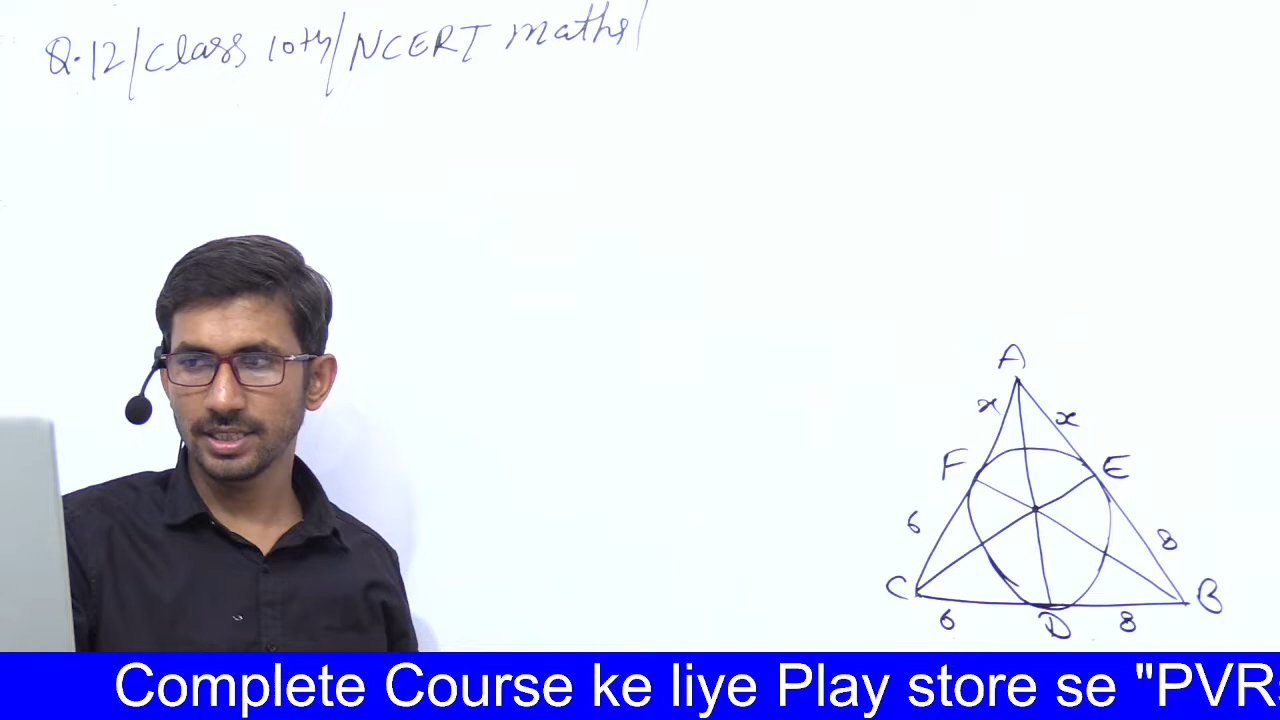 Q.12/Class 10th/NCERT maths/
A
x x
F E
6 8
C B
6 D 8
Complete Course ke liye Play store se "PVR